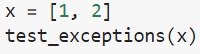 x = [1, 2]
test_exceptions(x)